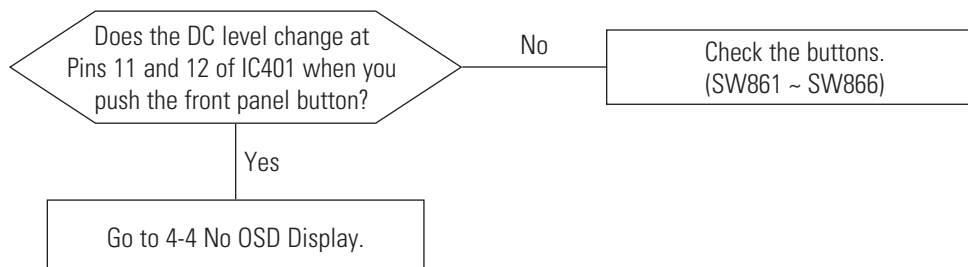 Does the DC level change at
Pins 11 and 12 of IC401 when you
push the front panel button?
No
Check the buttons.
(SW861 ~ SW866)
Yes
Go to 4-4 No OSD Display.